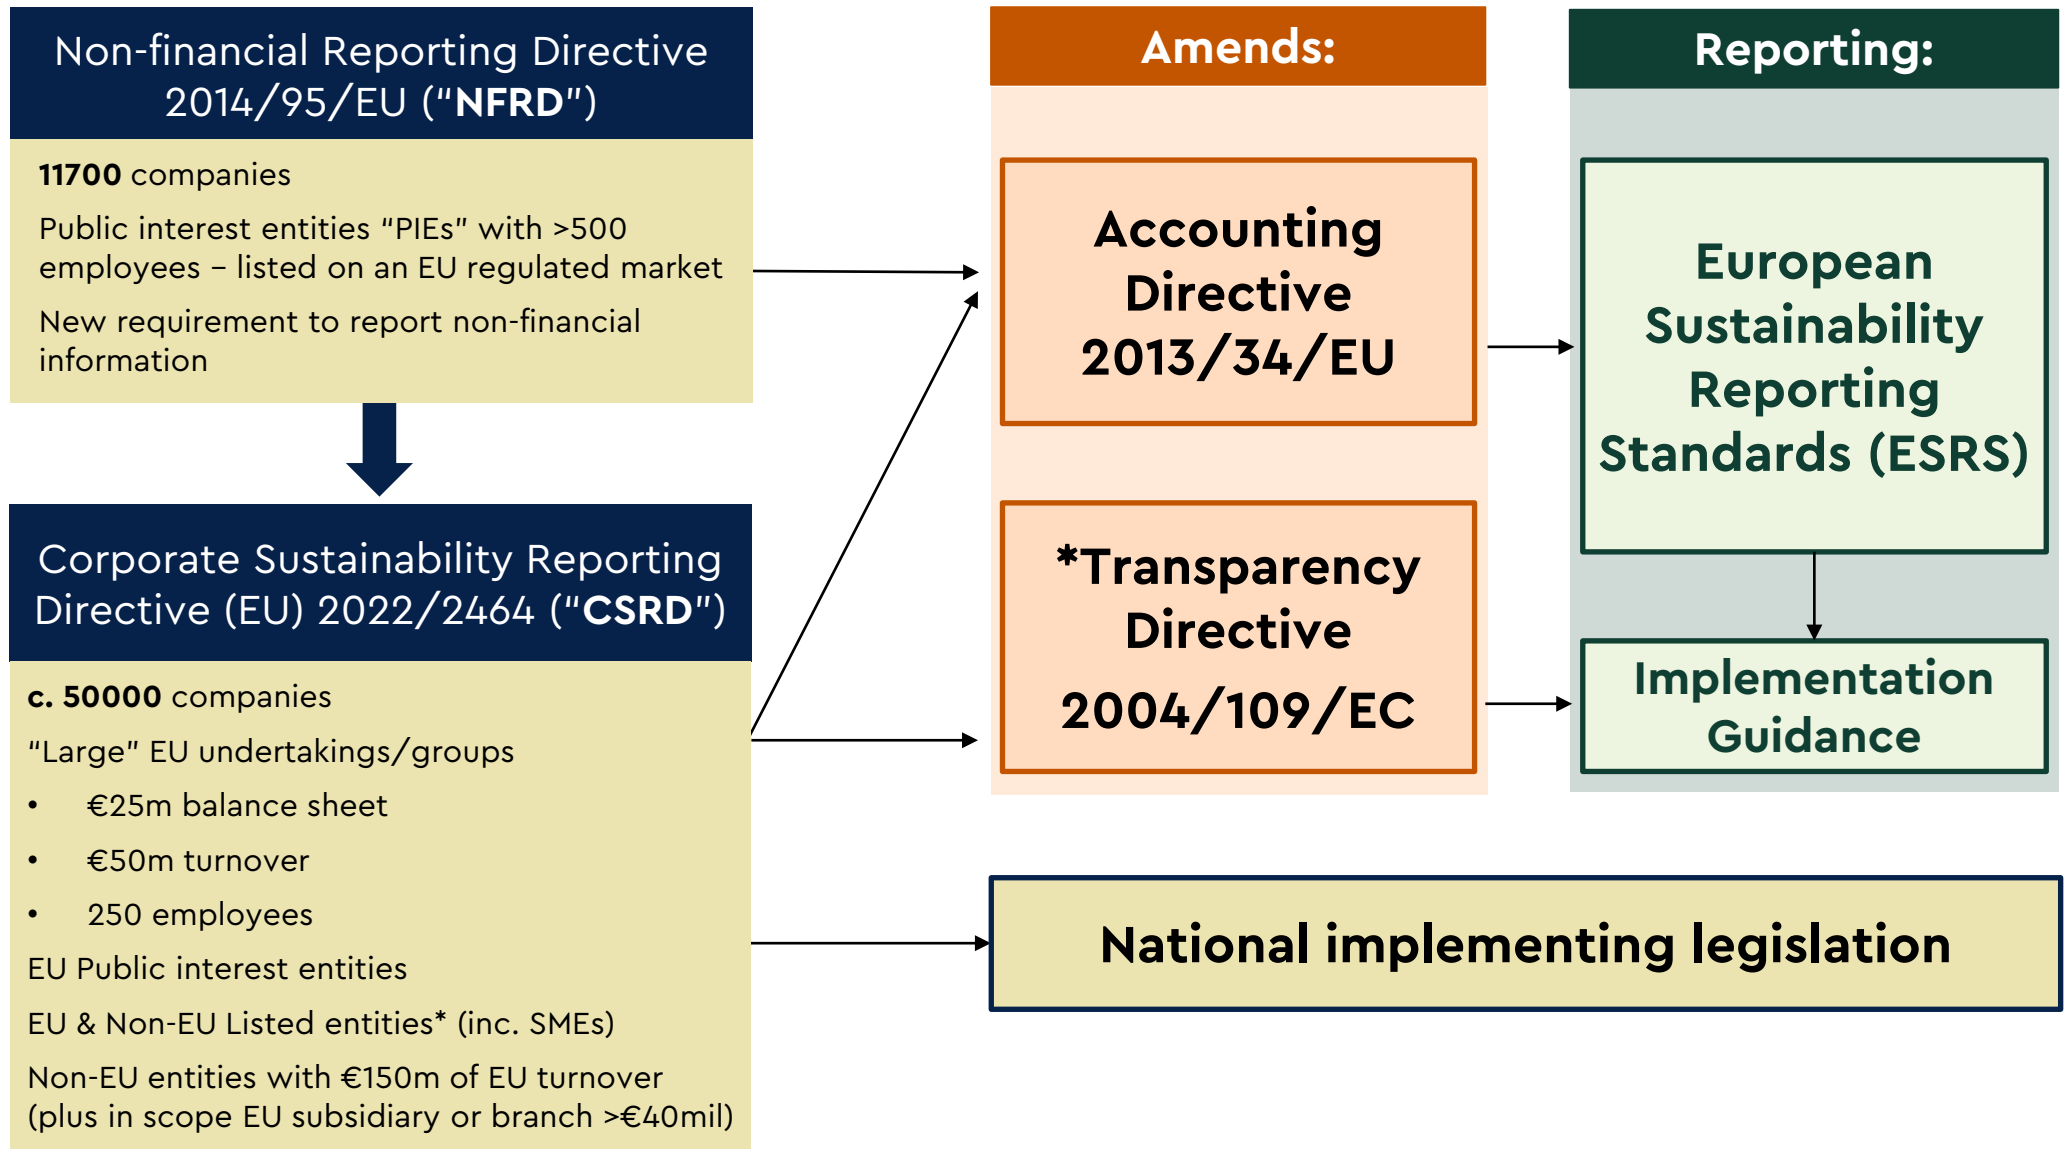 Non-financial Reporting Directive
2014/95/EU (“NFRD”)
11700 companies
Public interest entities “PIEs” with >500
employees – listed on an EU regulated market
New requirement to report non-financial
information
Corporate Sustainability Reporting
Directive (EU) 2022/2464 (“CSRD”)
c. 50000 companies
“Large” EU undertakings/groups
• €25m balance sheet
• €50m turnover
• 250 employees
EU Public interest entities
EU & Non-EU Listed entities* (inc. SMEs)
Non-EU entities with €150m of EU turnover
(plus in scope EU subsidiary or branch >€40mil)
Amends:
Accounting
Directive
2013/34/EU
*Transparency
Directive
2004/109/EC
Reporting:
European
Sustainability
Reporting
Standards (ESRS)
Implementation
Guidance
National implementing legislation